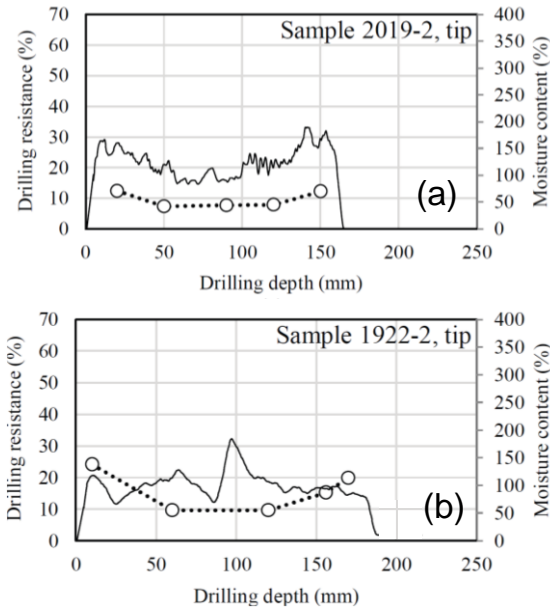 Sample 2019-2, tip
Drilling resistance (%)
70
60
50
40
30
20
10
0
Moisture content (%)
400
350
300
250
200
150
100
50
0
(a)
0 50 100 150 200 250
Drilling depth (mm)
Sample 1922-2, tip
Drilling resistance (%)
70
60
50
40
30
20
10
0
Moisture content (%)
400
350
300
250
200
150
100
50
0
(b)
0 50 100 150 200 250
Drilling depth (mm)